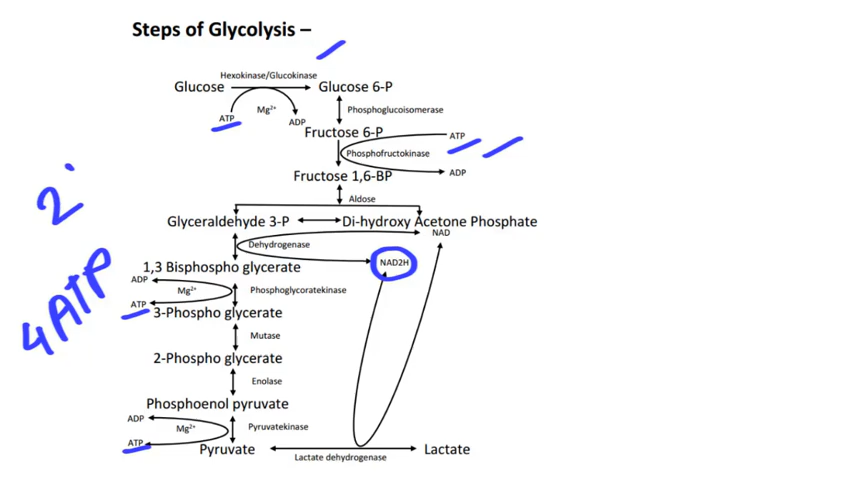 Steps of Glycolysis –
Hexokinase/Glucokinase
Glucose
Glucose 6-P
ATP
Mg²⁺
ADP
Phosphoglucoisomerase
Fructose 6-P
ATP
Phosphofructokinase
Fructose 1,6-BP
ADP
Aldose
Glyceraldehyde 3-P
Di-hydroxy Acetone Phosphate
NAD
Dehydrogenase
NAD2H
1,3 Bisphospho glycerate
ADP
Mg²⁺
Phosphoglycoratekinase
ATP
3-Phospho glycerate
Mutase
2-Phospho glycerate
Enolase
Phosphoenol pyruvate
ADP
Mg²⁺
Pyruvatekinase
ATP
Pyruvate
Lactate dehydrogenase
Lactate
2
4ATP